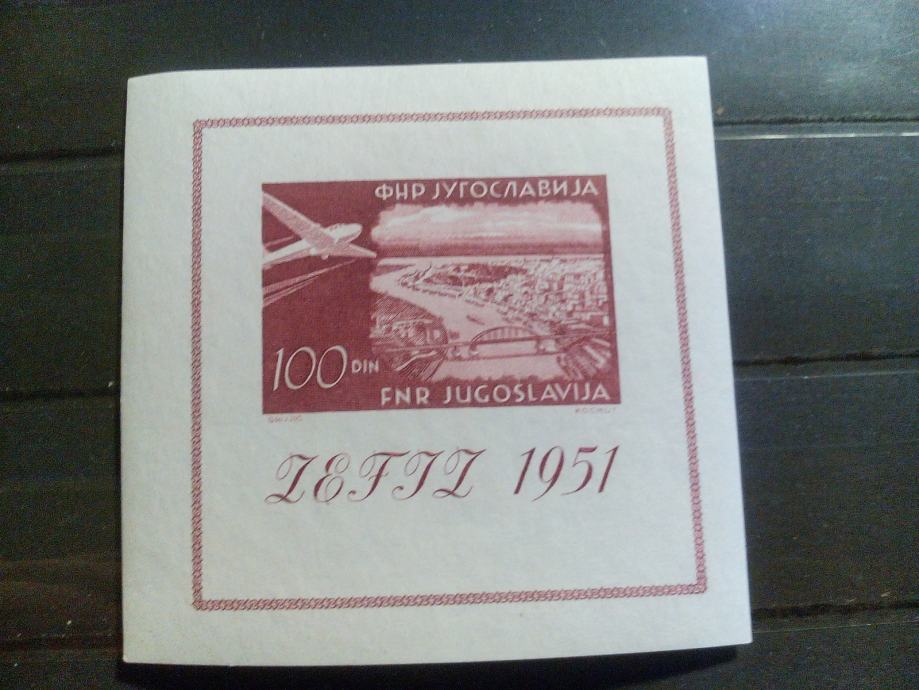 ФНР ЈУГОСЛАВИЈА
100 DIN
FNR JUGOSLAVIJA
ZEFIZ 1951